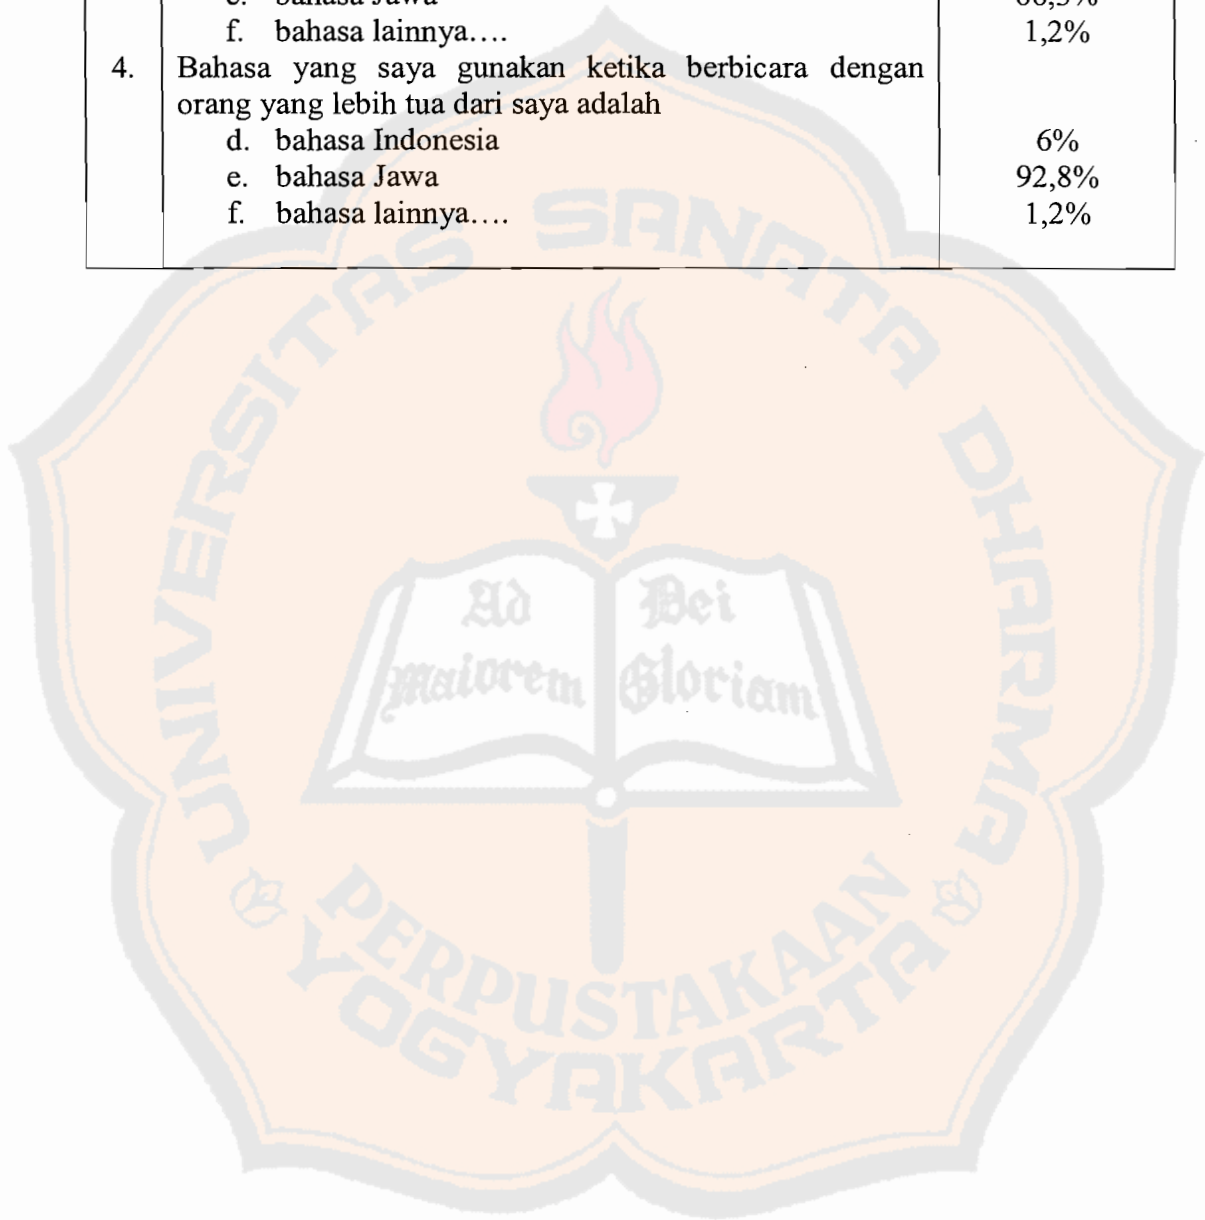 f. bahasa lainnya.... 1,2%
4. Bahasa yang saya gunakan ketika berbicara dengan
orang yang lebih tua dari saya adalah
d. bahasa Indonesia 6%
e. bahasa Jawa 92,8%
f. bahasa lainnya.... 1,2%
UNIVERSITAS SANATA DHARMA
Ad Dei
maiorem Gloriam
PERPUSTAKAAN
YOGYAKARTA